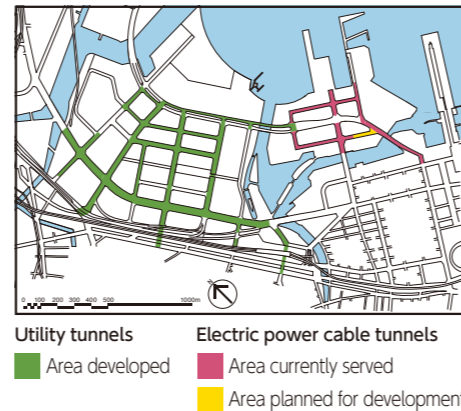 0 100 200 300 400 500 1000m
Utility tunnels
Area developed
Electric power cable tunnels
Area currently served
Area planned for development